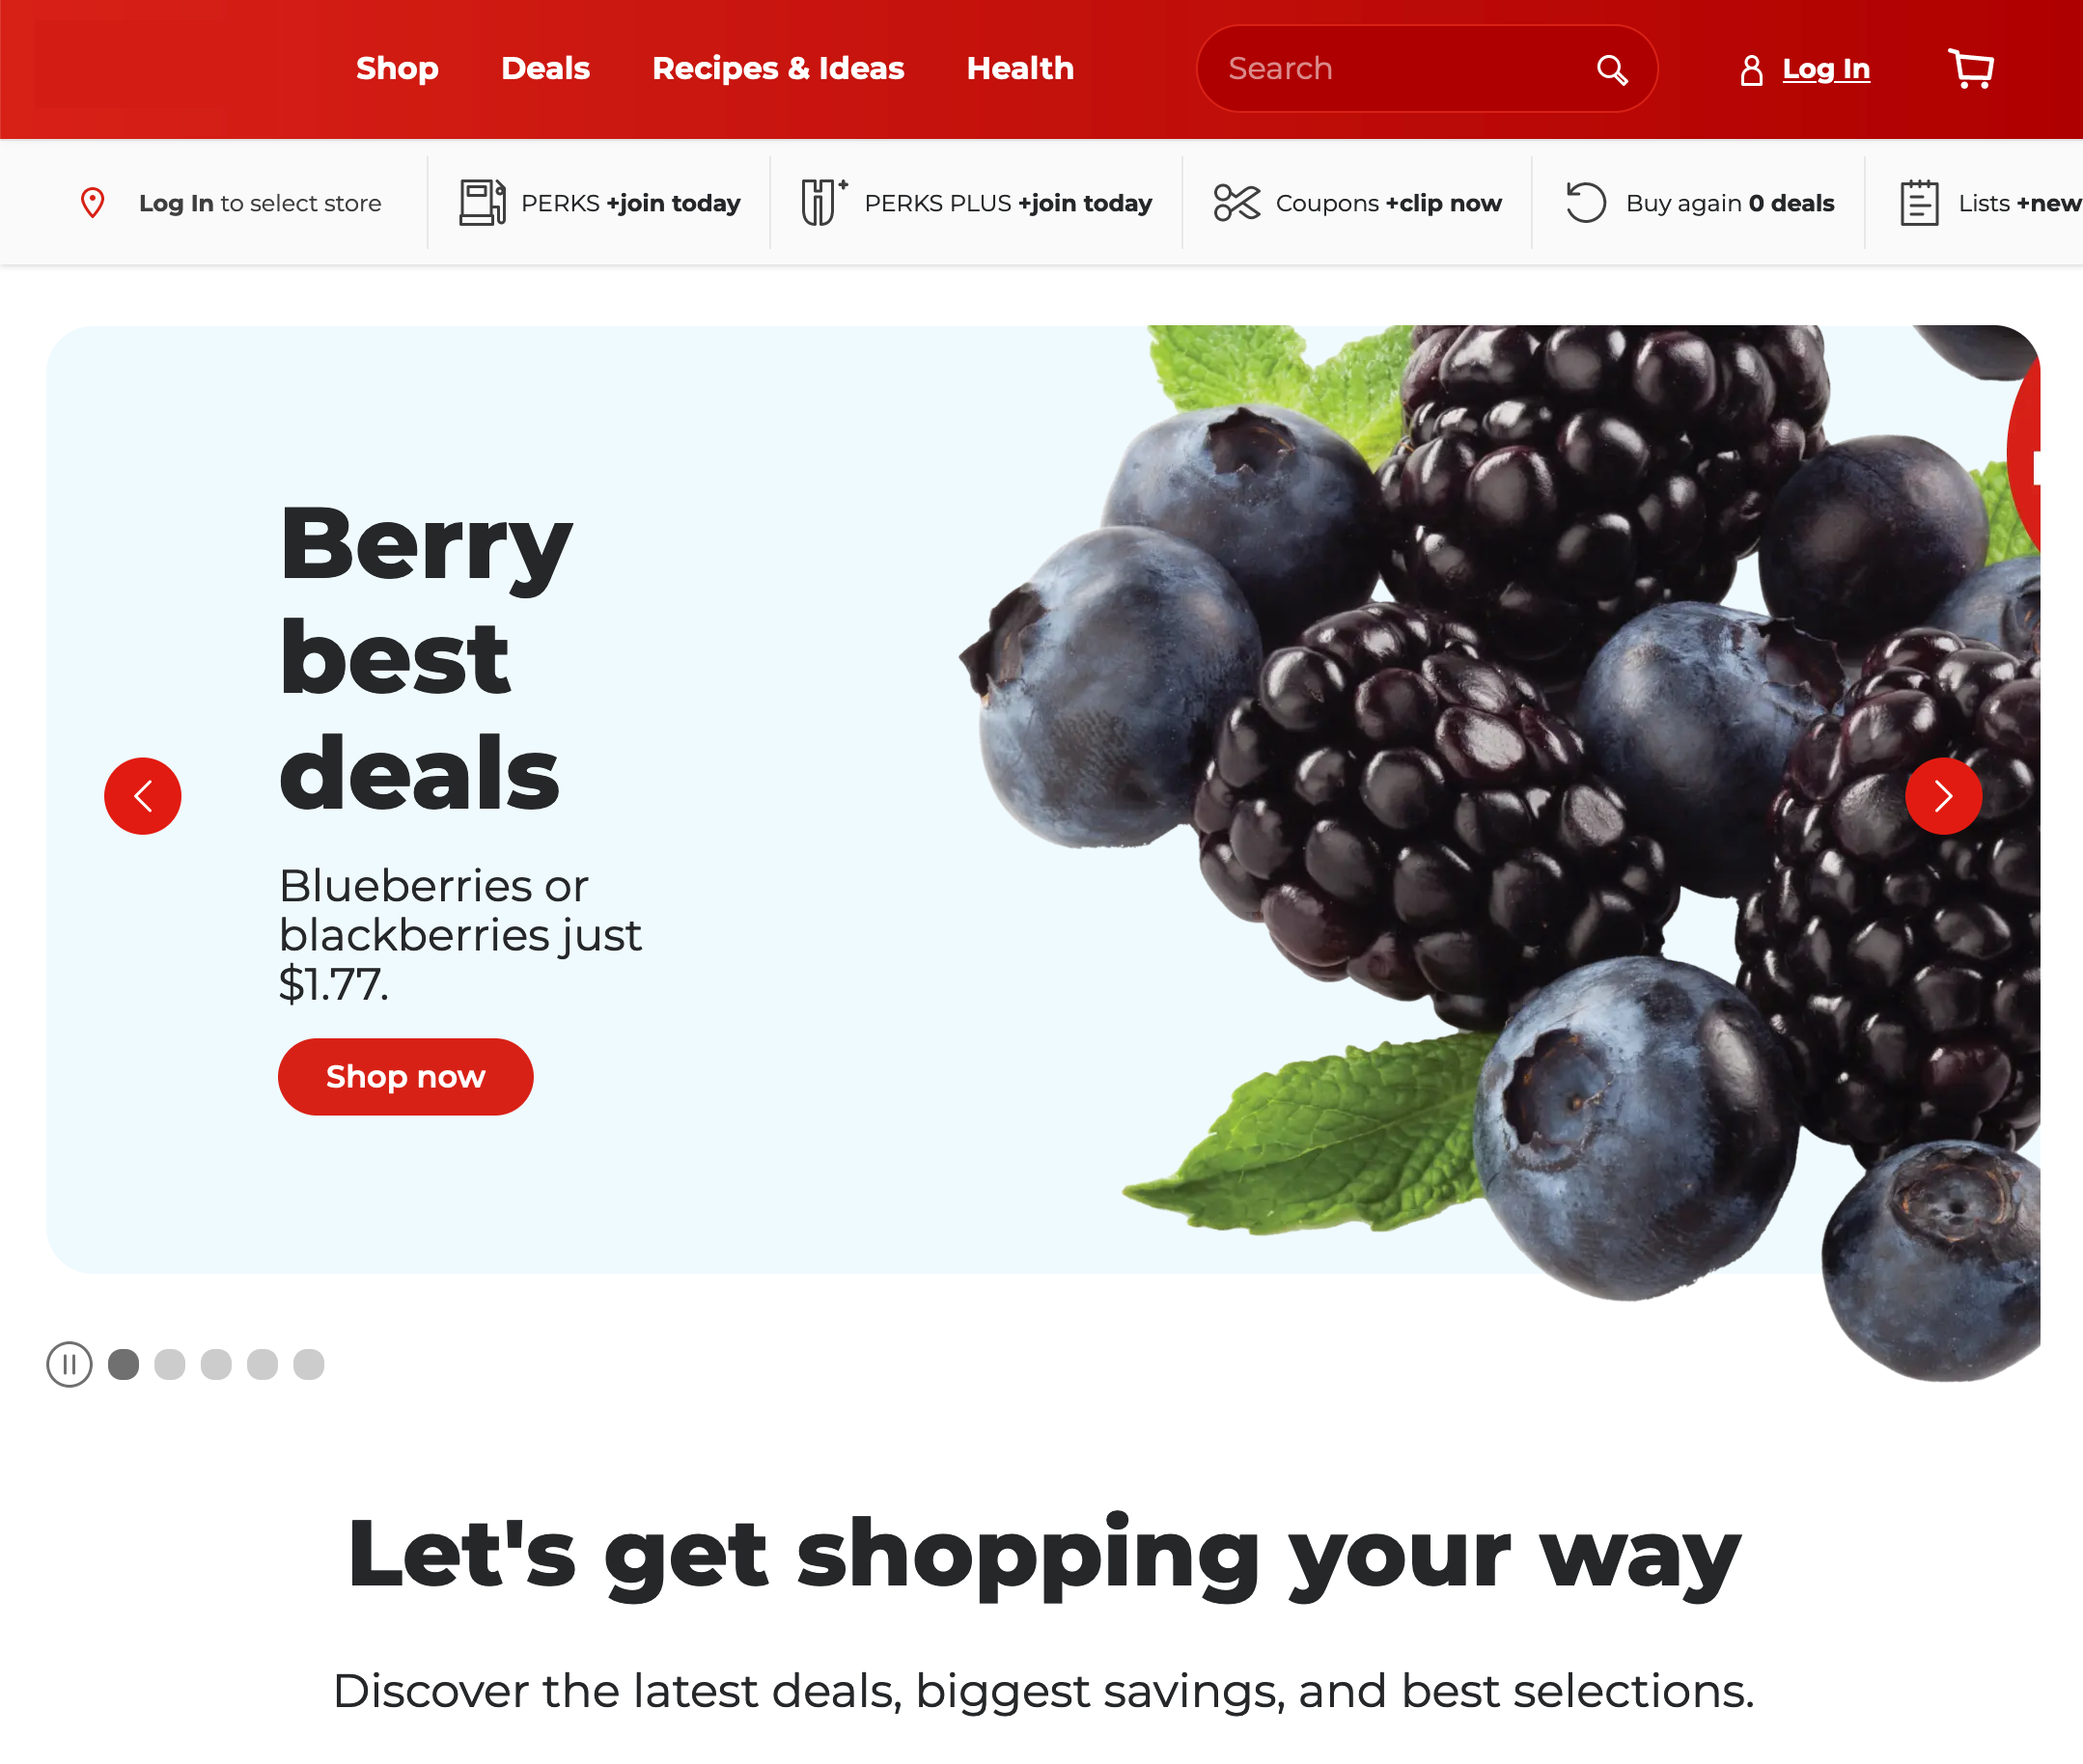 Shop Deals Recipes & Ideas Health Search Log In
Log In to select store PERKS +join today PERKS PLUS +join today Coupons +clip now Buy again 0 deals Lists +new
Berry
best
deals
Blueberries or
blackberries just
$1.77.
Shop now
Let's get shopping your way
Discover the latest deals, biggest savings, and best selections.